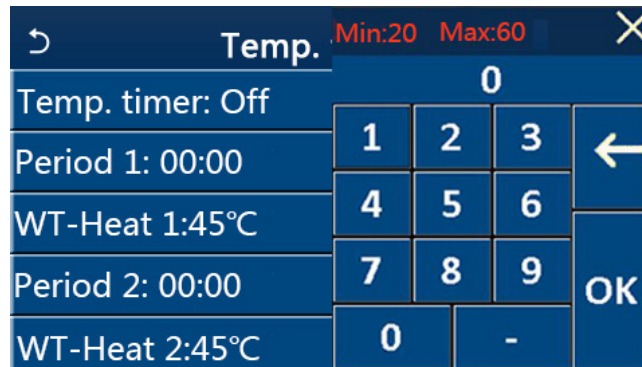 Temp.
Temp. timer: Off
Period 1: 00:00
WT-Heat 1:45℃
Period 2: 00:00
WT-Heat 2:45℃
Min:20 Max:60
0
1 2 3
4 5 6
7 8 9
OK
0 -